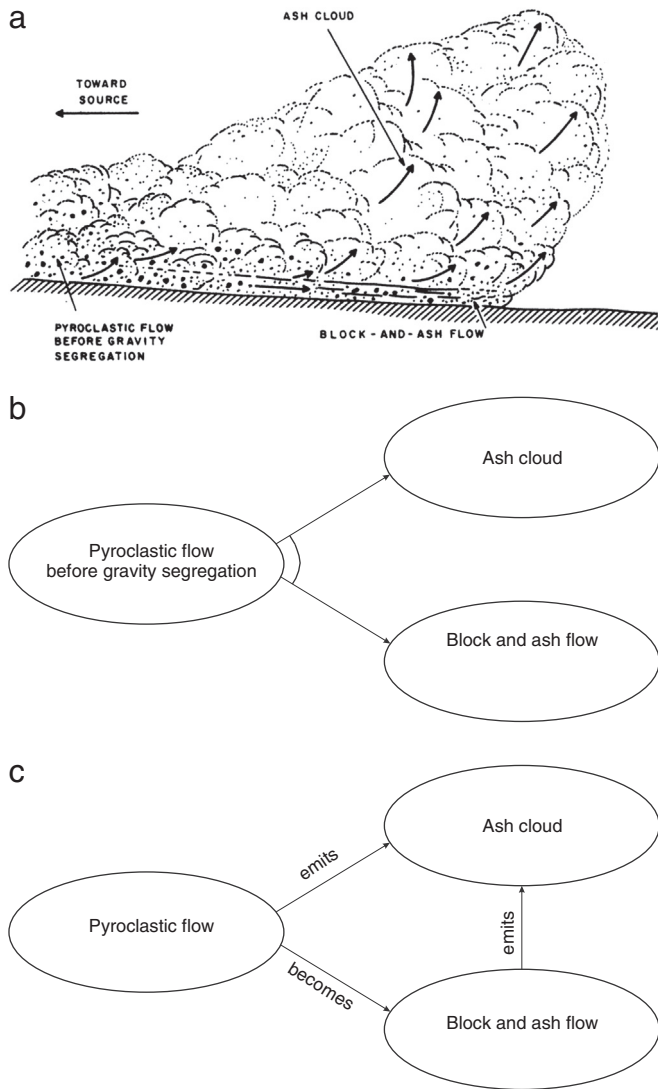 a
ASH CLOUD
TOWARD
SOURCE
PYROCLASTIC FLOW
BEFORE GRAVITY
SEGREGATION
BLOCK-AND-ASH FLOW
b
Ash cloud
Pyroclastic flow
before gravity segregation
Block and ash flow
c
Ash cloud
emits
Pyroclastic flow
emits
becomes
Block and ash flow